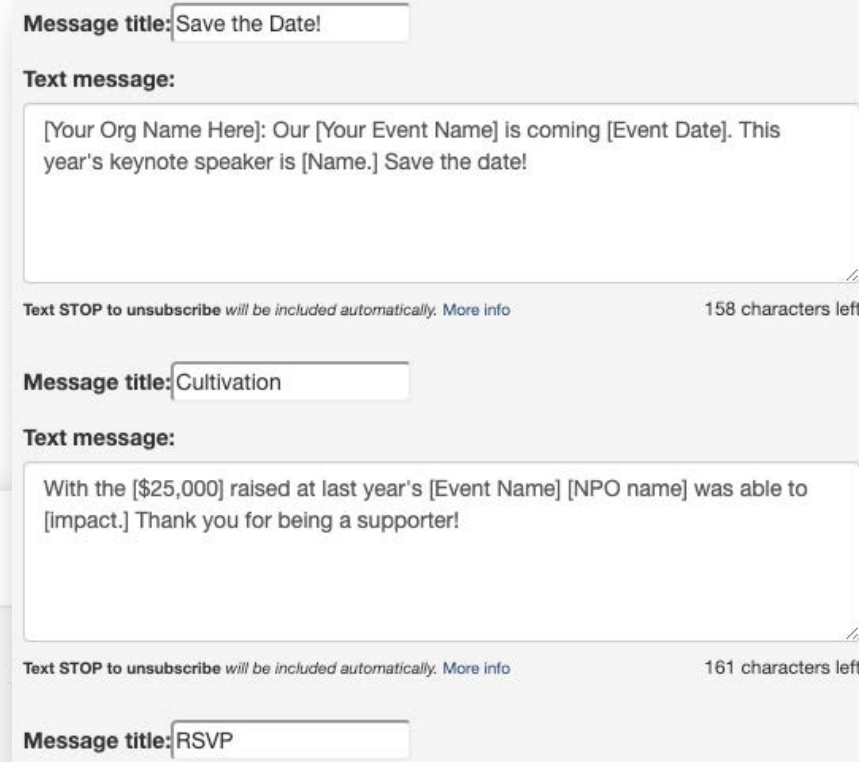 Message title: Save the Date!
Text message:
[Your Org Name Here]: Our [Your Event Name] is coming [Event Date]. This
year's keynote speaker is [Name.] Save the date!
Text STOP to unsubscribe will be included automatically. More info 158 characters left
Message title: Cultivation
Text message:
With the [$25,000] raised at last year's [Event Name] [NPO name] was able to
[impact.] Thank you for being a supporter!
Text STOP to unsubscribe will be included automatically. More info 161 characters left
Message title: RSVP